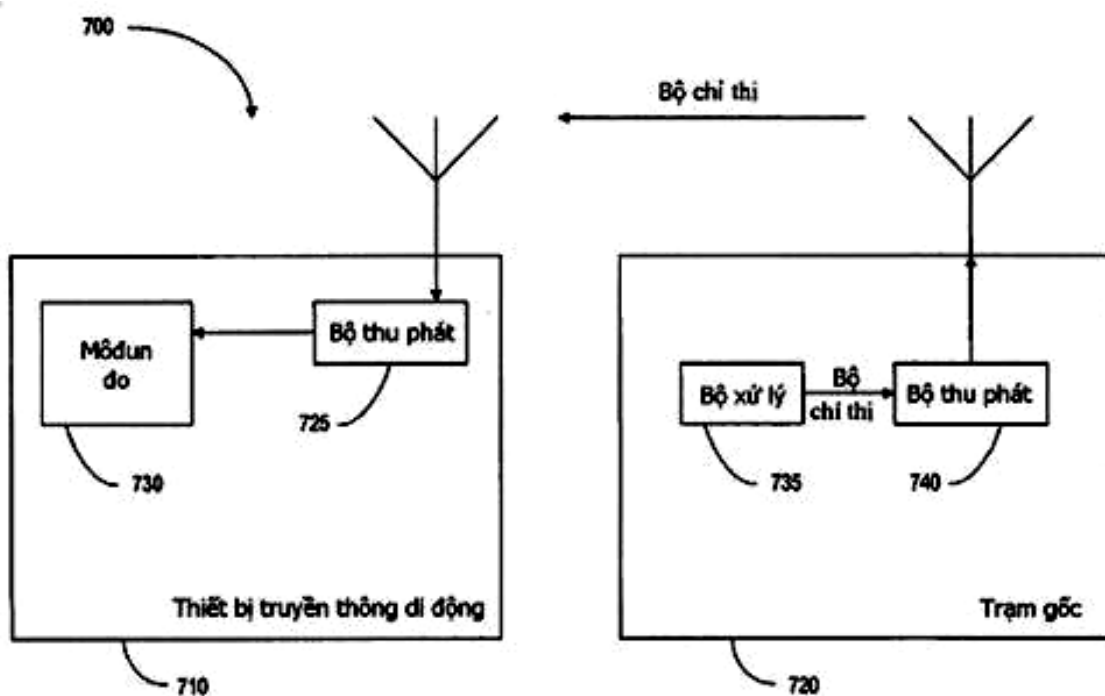 700
Bộ chỉ thị
Môđun
đo
Bộ thu phát
725
730
Thiết bị truyền thông di động
710
Bộ xử lý
Bộ
chỉ thị
Bộ thu phát
735
740
Trạm gốc
720